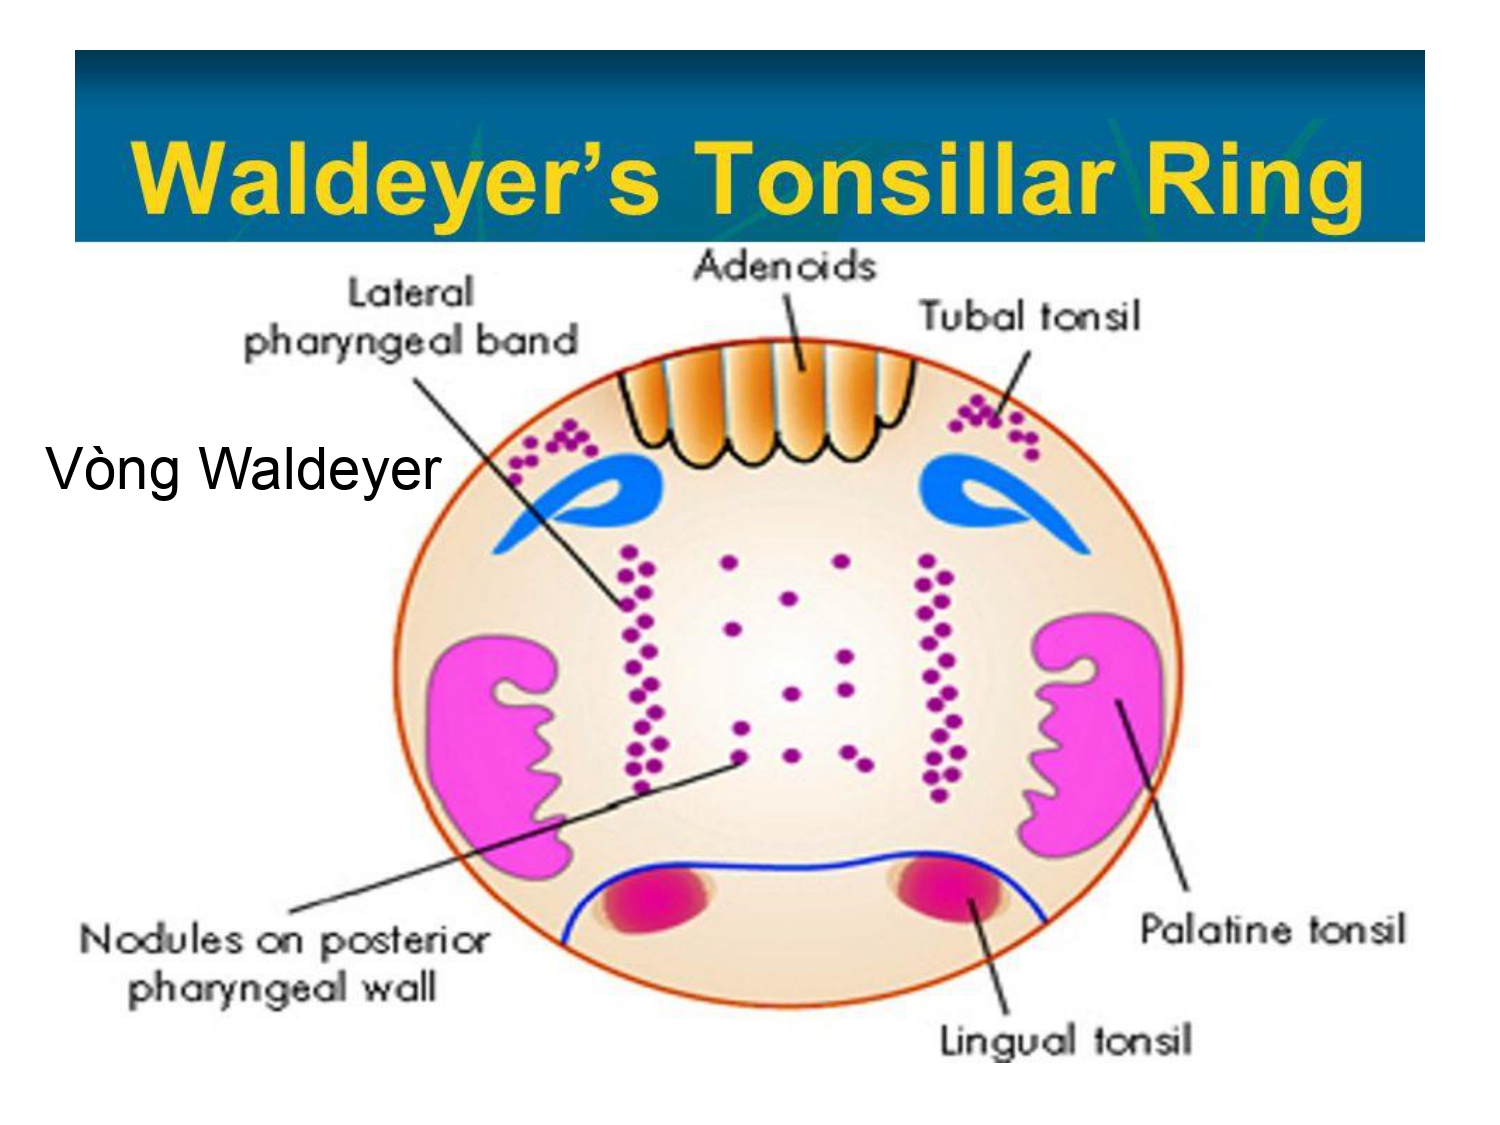 Waldeyer’s Tonsillar Ring
Adenoids
Lateral
pharyngeal band
Tubal tonsil
Vòng Waldeyer
Nodules on posterior
pharyngeal wall
Palatine tonsil
Lingual tonsil